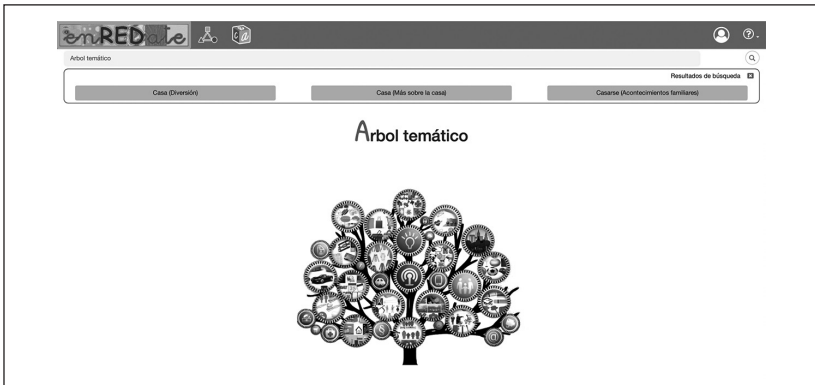 enREDate
Arbol temático
Resultados de búsqueda
Casa (Diversión)
Casa (Más sobre la casa)
Casarse (Acontecimientos familiares)
Arbol temático